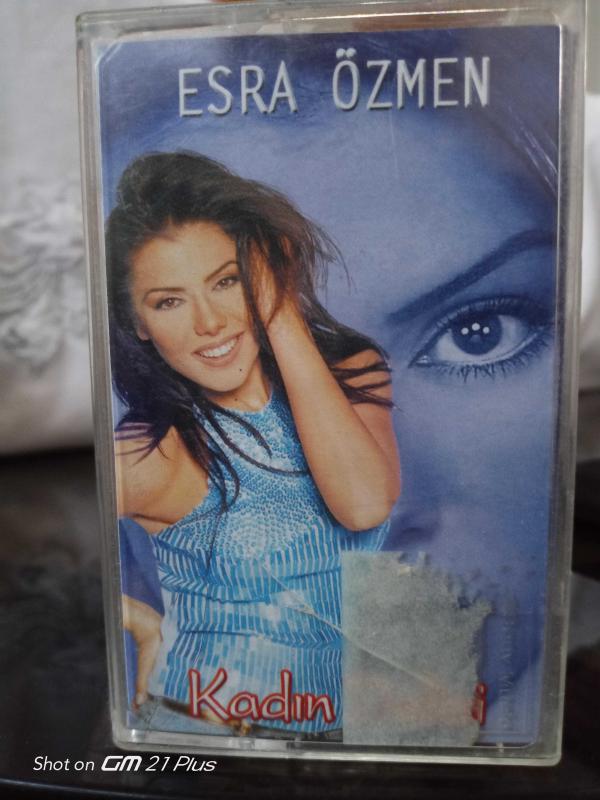 ESRA ÖZMEN
Kadın
Shot on GM 21 Plus